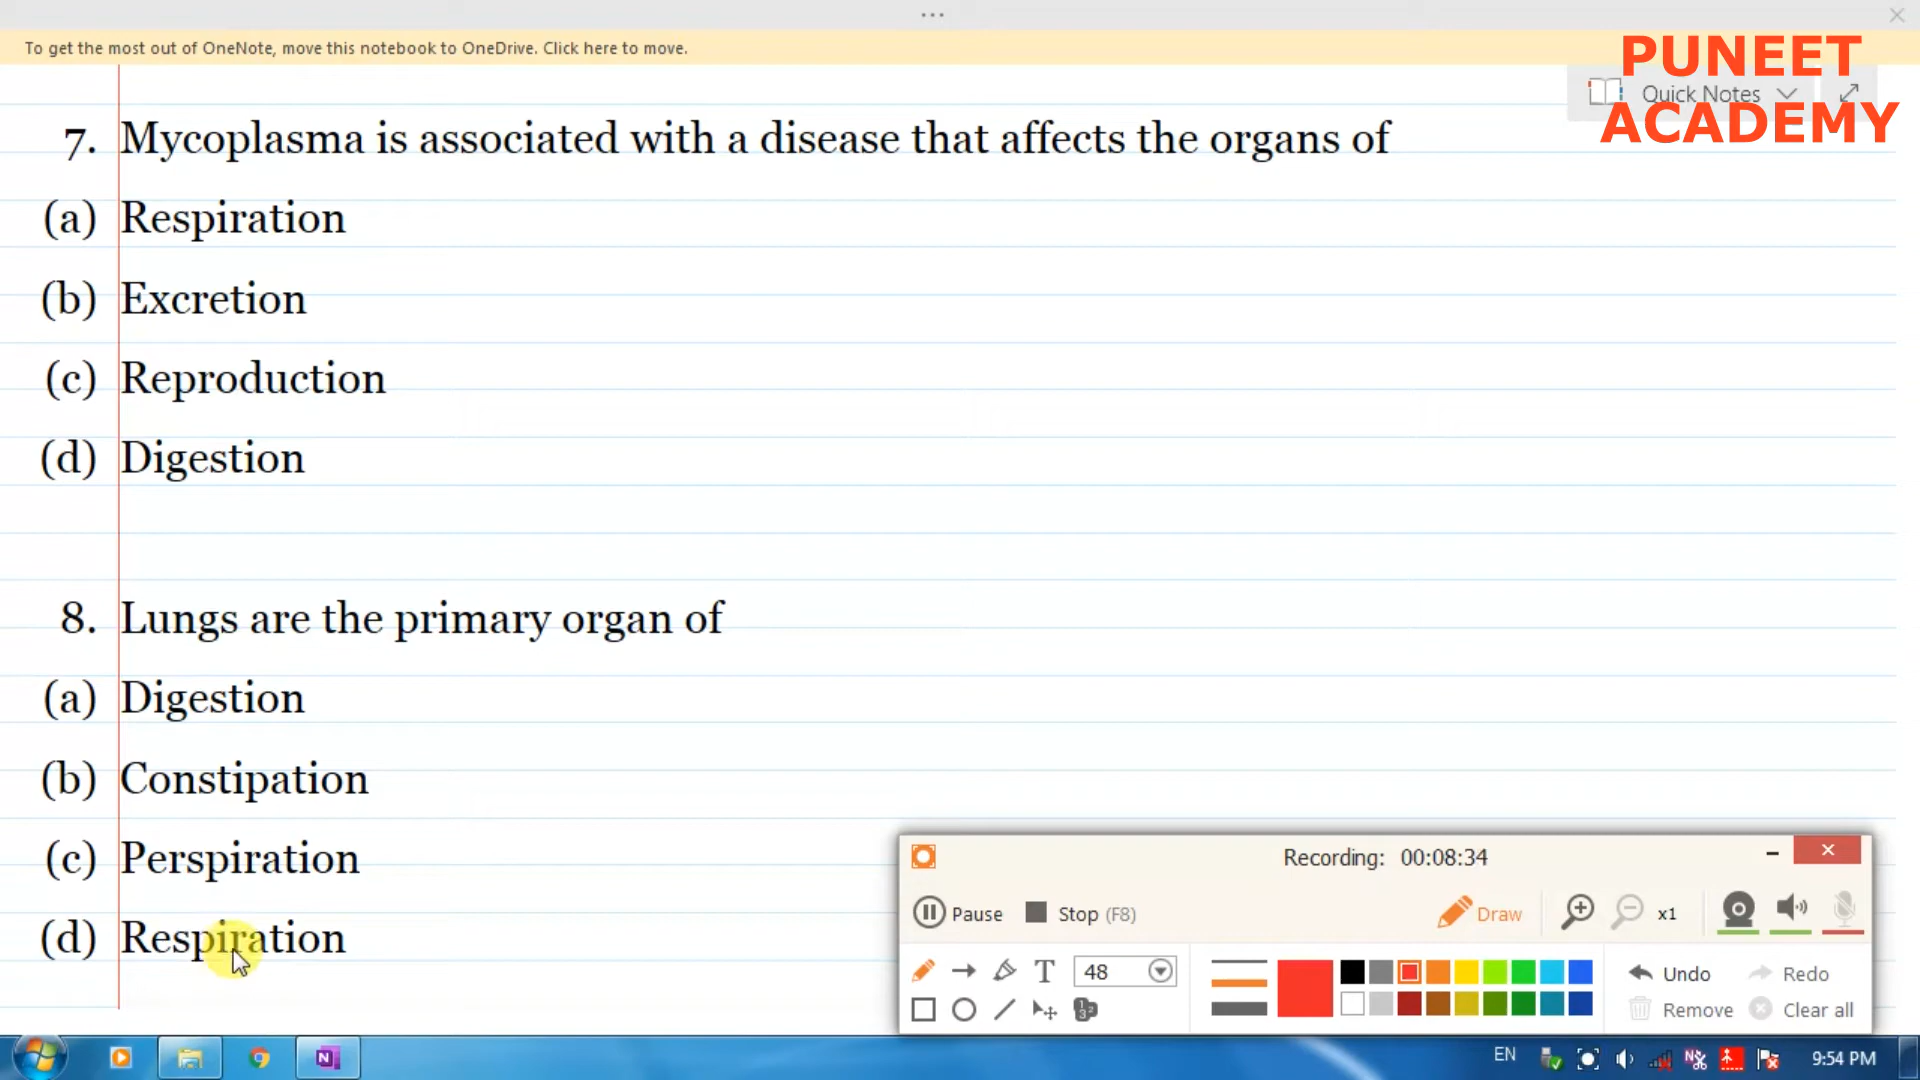 To get the most out of OneNote, move this notebook to OneDrive. Click here to move.
PUNEET
Quick Notes
ACADEMY
7. Mycoplasma is associated with a disease that affects the organs of
(a) Respiration
(b) Excretion
(c) Reproduction
(d) Digestion
8. Lungs are the primary organ of
(a) Digestion
(b) Constipation
(c) Perspiration
(d) Respiration
Recording: 00:08:34
Pause Stop (F8) Draw x1
T 48 Undo Redo
Remove Clear all
EN 9:54 PM